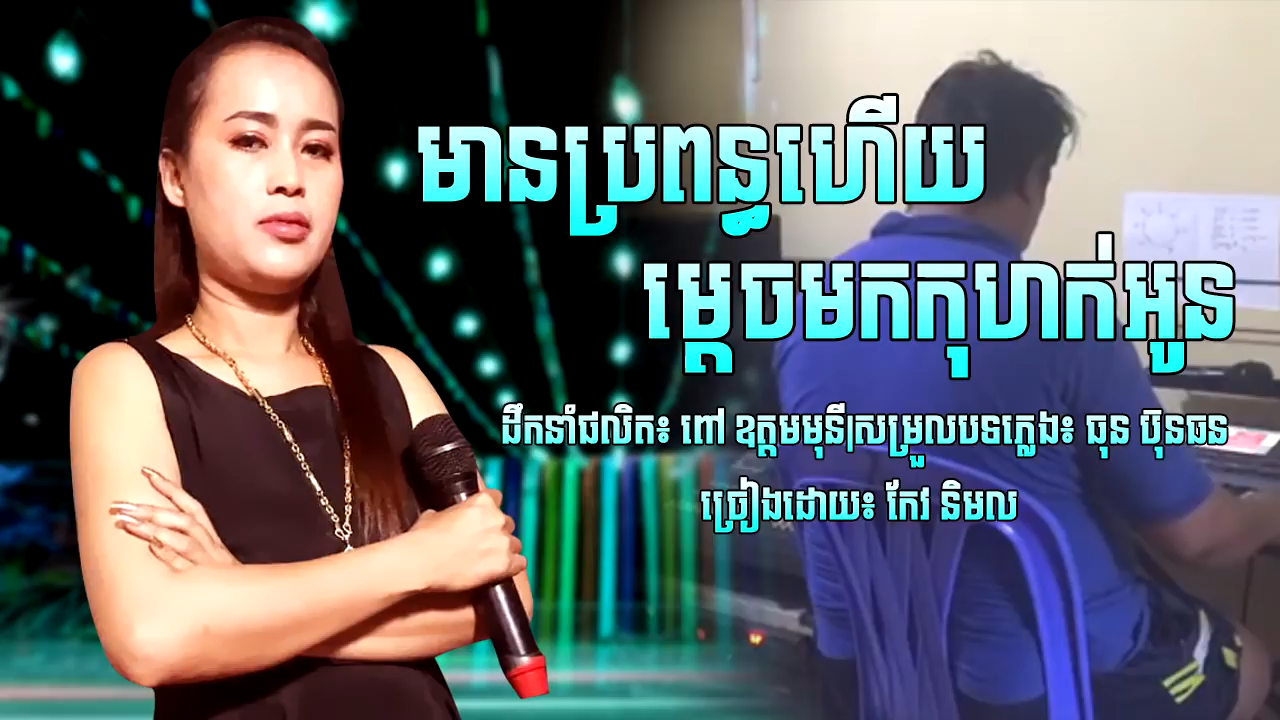 មានប្រពន្ធហើយ
ម្ដេចមកកុហក់អូន
ដឹកនាំផលិត៖ ពៅ ឧត្តមមុនី|សម្រួលបទភ្លេង៖ ធុន ប៊ុនធន
ច្រៀងដោយ៖ កែវ និមល